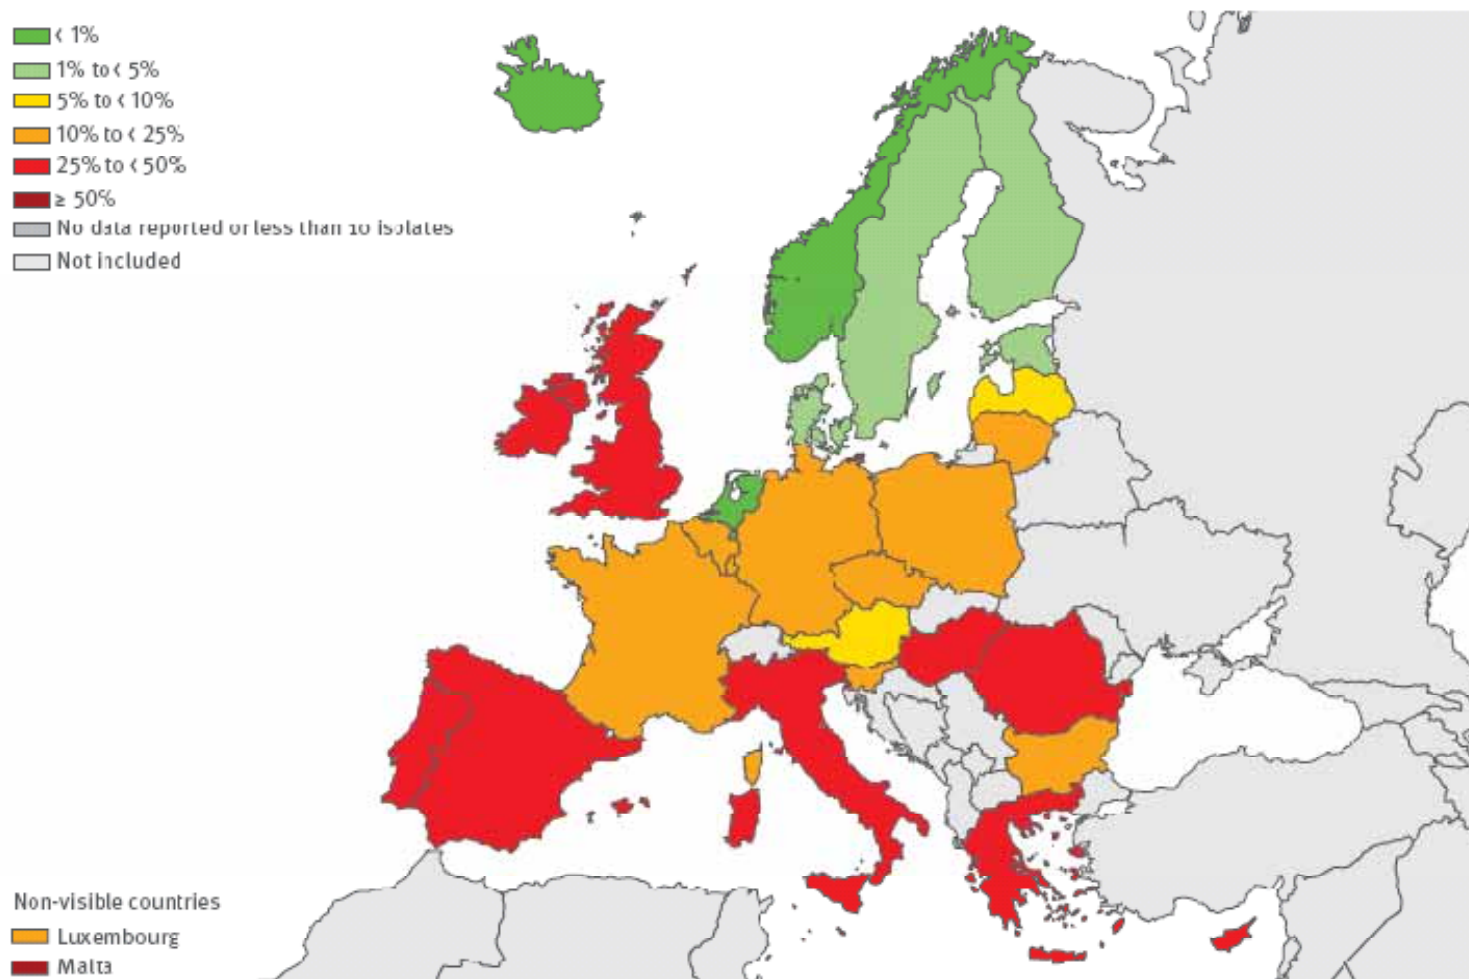 < 1%
1% to < 5%
5% to < 10%
10% to < 25%
25% to < 50%
≥ 50%
No data reported or less than 10 isolates
Not included
Non-visible countries
Luxembourg
Malta